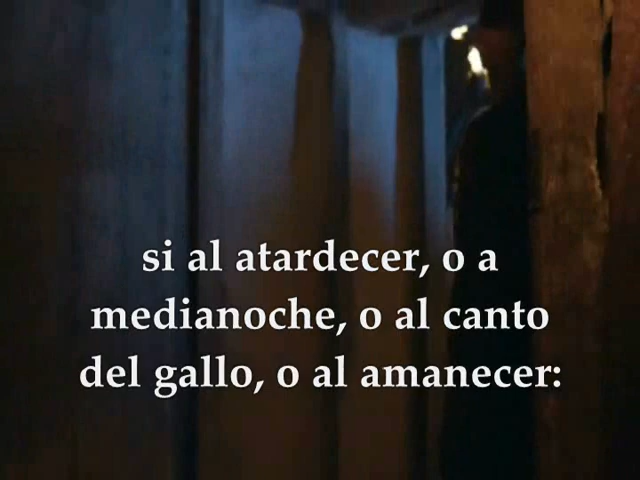 si al atardecer, o a
medianoche, o al canto
del gallo, o al amanecer: